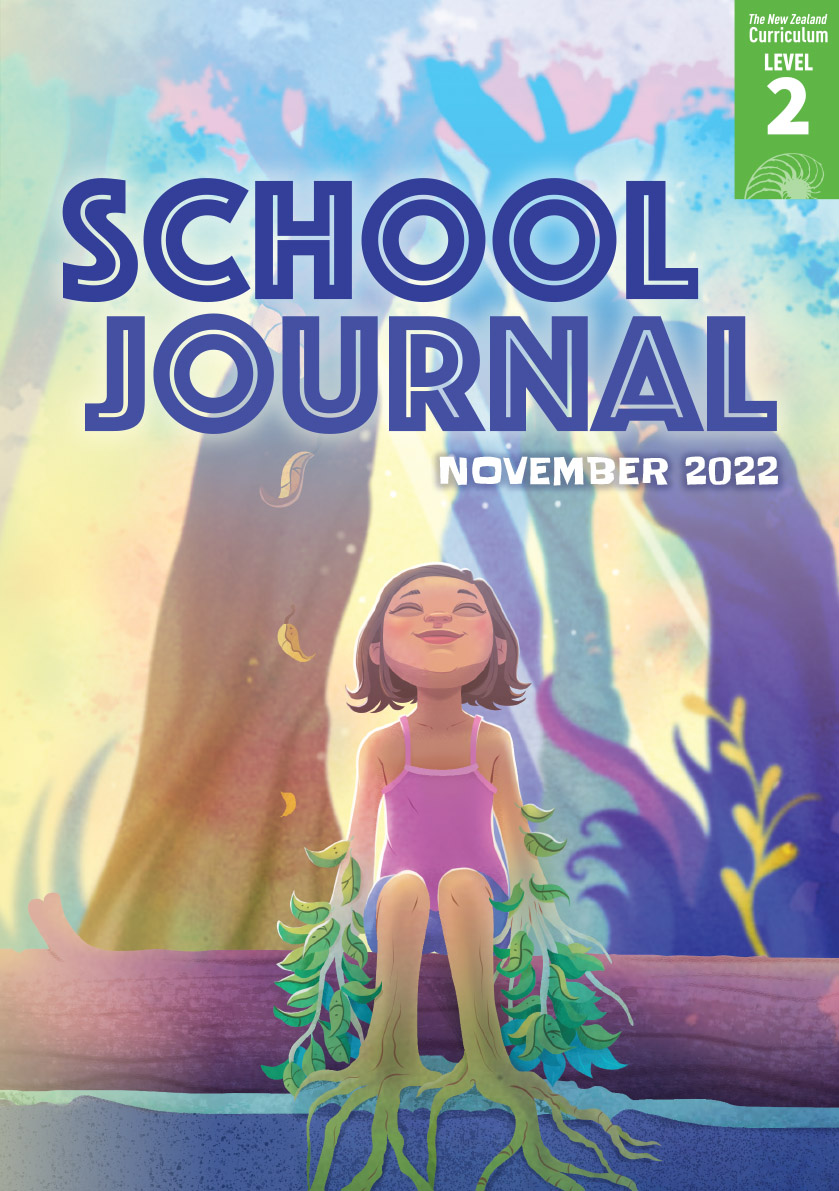 The New Zealand
Curriculum
LEVEL
2
SCHOOL
JOURNAL
NOVEMBER 2022